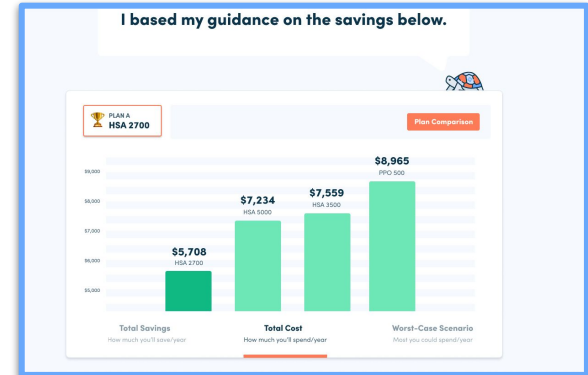 I based my guidance on the savings below.
PLAN A
HSA 2700
Plan Comparison
$9,000
$8,000
$7,000
$6,000
$5,000
$5,708
HSA 2700
$7,234
HSA 5000
$7,559
HSA 3500
$8,965
PPO 500
Total Savings
How much you'll save/year
Total Cost
How much you'll spend/year
Worst-Case Scenario
Most you could spend/year